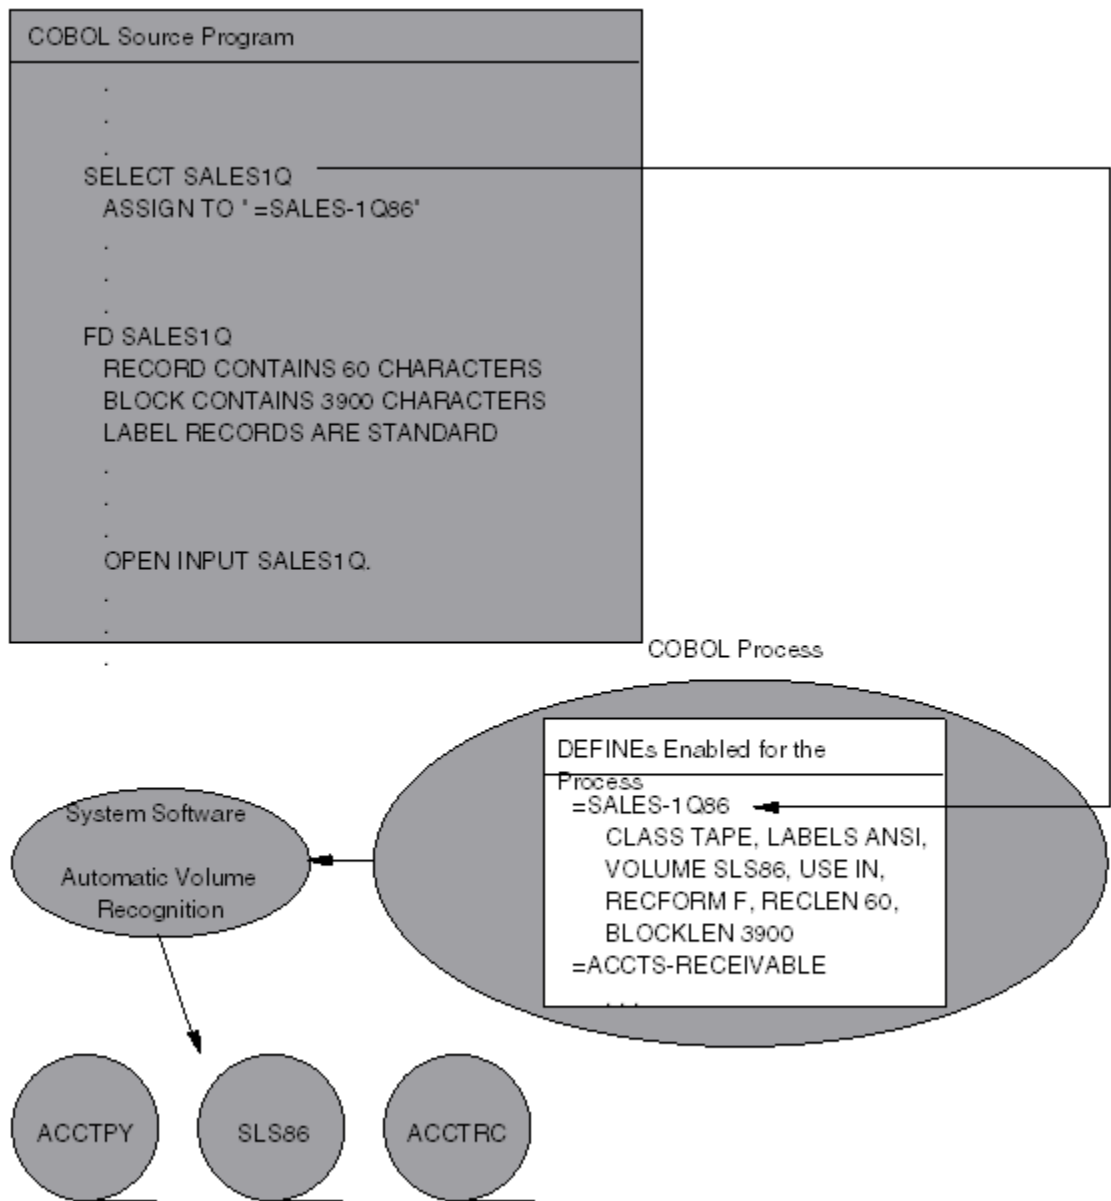 COBOL Source Program
.
.
.
SELECT SALES1Q
ASSIGN TO "=SALES-1Q86"
.
.
.
FD SALES1Q
RECORD CONTAINS 60 CHARACTERS
BLOCK CONTAINS 3900 CHARACTERS
LABEL RECORDS ARE STANDARD
.
.
.
OPEN INPUT SALES1Q.
.
.
.
COBOL Process
DEFINEs Enabled for the
Process
=SALES-1Q86
CLASS TAPE, LABELS ANSI,
VOLUME SLS86, USE IN,
RECFORM F, RECLEN 60,
BLOCKLEN 3900
=ACCTS-RECEIVABLE
. . .
System Software
Automatic Volume
Recognition
ACCTPY
SLS86
ACCTRC